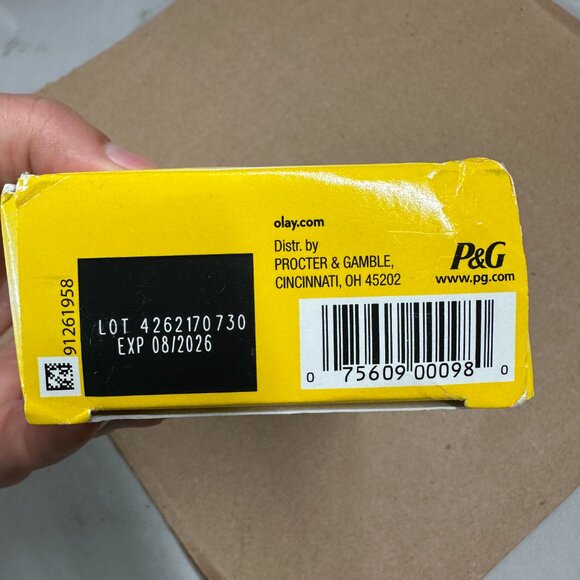 olay.com
Distr. by
PROCTER & GAMBLE,
CINCINNATI, OH 45202
P&G
www.pg.com
91261958
LOT 4262170730
EXP 08/2026
0 75609 00098 0